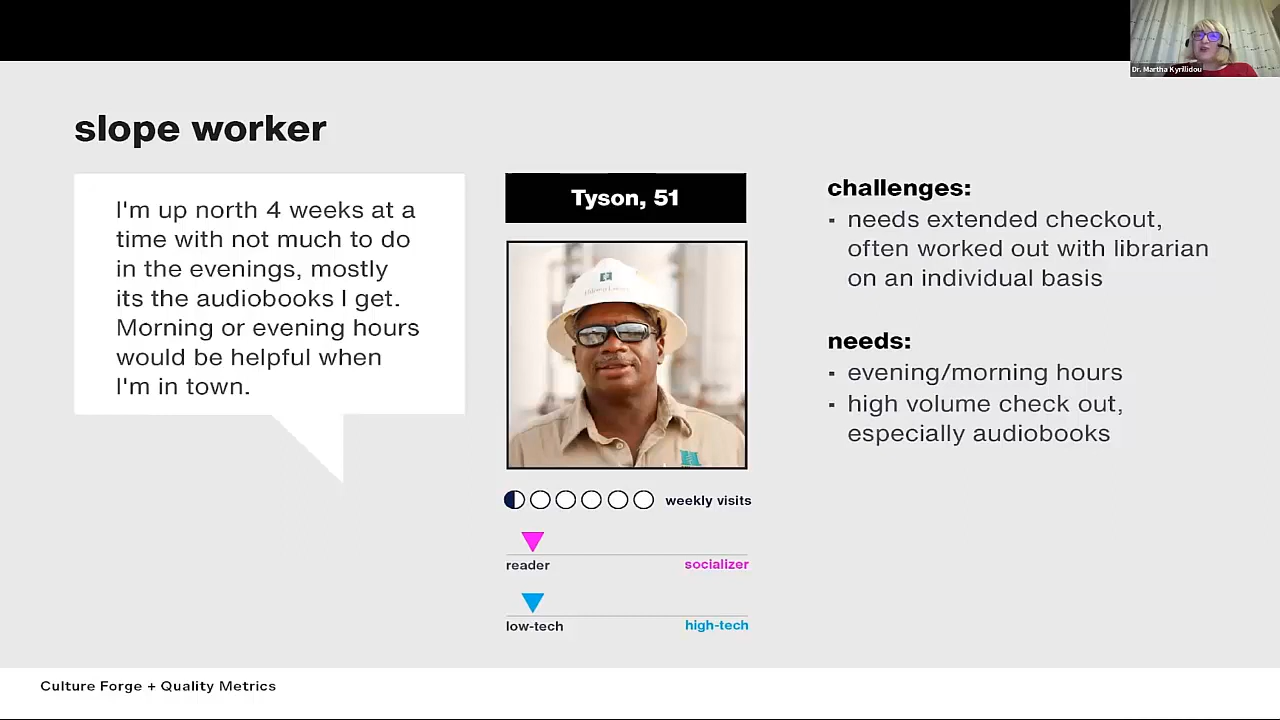 Dr. Martha Kyrillidou
slope worker
I'm up north 4 weeks at a
time with not much to do
in the evenings, mostly
its the audiobooks I get.
Morning or evening hours
would be helpful when
I'm in town.
Tyson, 51
weekly visits
reader
socializer
low-tech
high-tech
challenges:
▪ needs extended checkout,
often worked out with librarian
on an individual basis
needs:
▪ evening/morning hours
▪ high volume check out,
especially audiobooks
Culture Forge + Quality Metrics